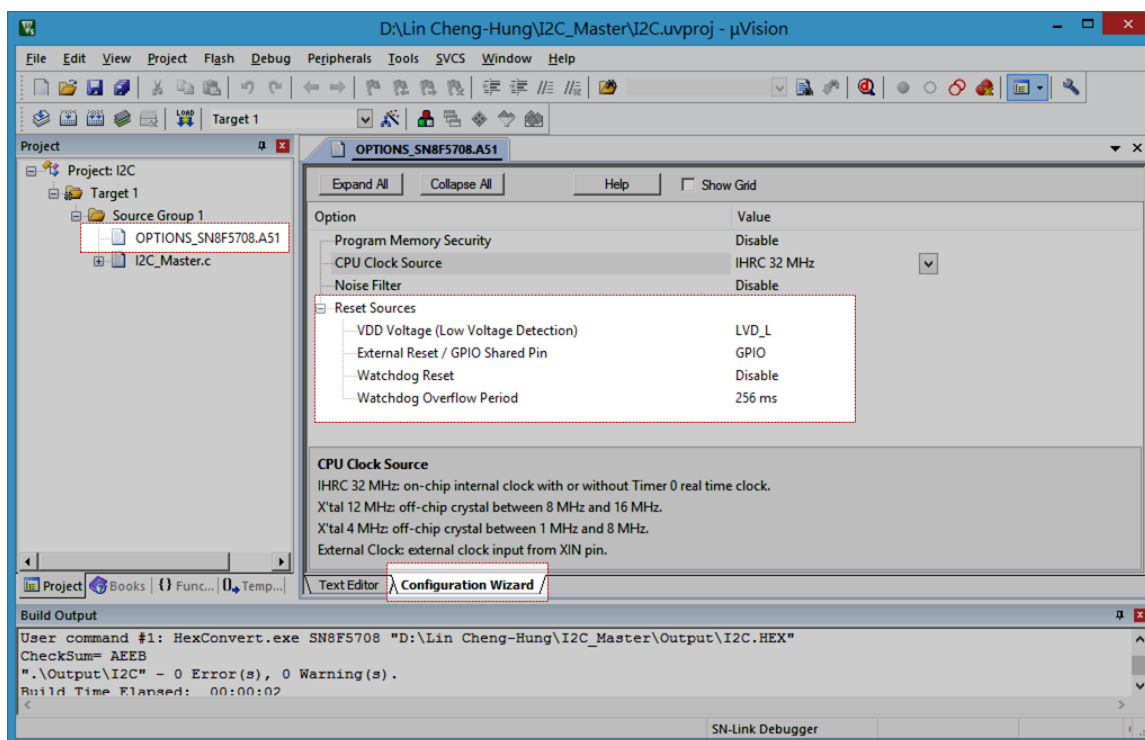 D:\Lin Cheng-Hung\I2C_Master\I2C.uvproj - µVision
File Edit View Project Flash Debug Peripherals Tools SVCS Window Help
LOAD Target 1
Project
OPTIONS_SN8F5708.A51
Project: I2C
Target 1
Source Group 1
OPTIONS_SN8F5708.A51
I2C_Master.c
Expand All Collapse All Help Show Grid
Option Value
Program Memory Security Disable
CPU Clock Source IHRC 32 MHz
Noise Filter Disable
Reset Sources
VDD Voltage (Low Voltage Detection) LVD_L
External Reset / GPIO Shared Pin GPIO
Watchdog Reset Disable
Watchdog Overflow Period 256 ms
CPU Clock Source
IHRC 32 MHz: on-chip internal clock with or without Timer 0 real time clock.
X'tal 12 MHz: off-chip crystal between 8 MHz and 16 MHz.
X'tal 4 MHz: off-chip crystal between 1 MHz and 8 MHz.
External Clock: external clock input from XIN pin.
Project Books {} Func... 0 Temp...
Text Editor Configuration Wizard
Build Output
User command #1: HexConvert.exe SN8F5708 "D:\Lin Cheng-Hung\I2C_Master\Output\I2C.HEX"
CheckSum= AEEB
".\Output\I2C" - 0 Error(s), 0 Warning(s).
Build Time Elapsed: 00:00:02
SN-Link Debugger